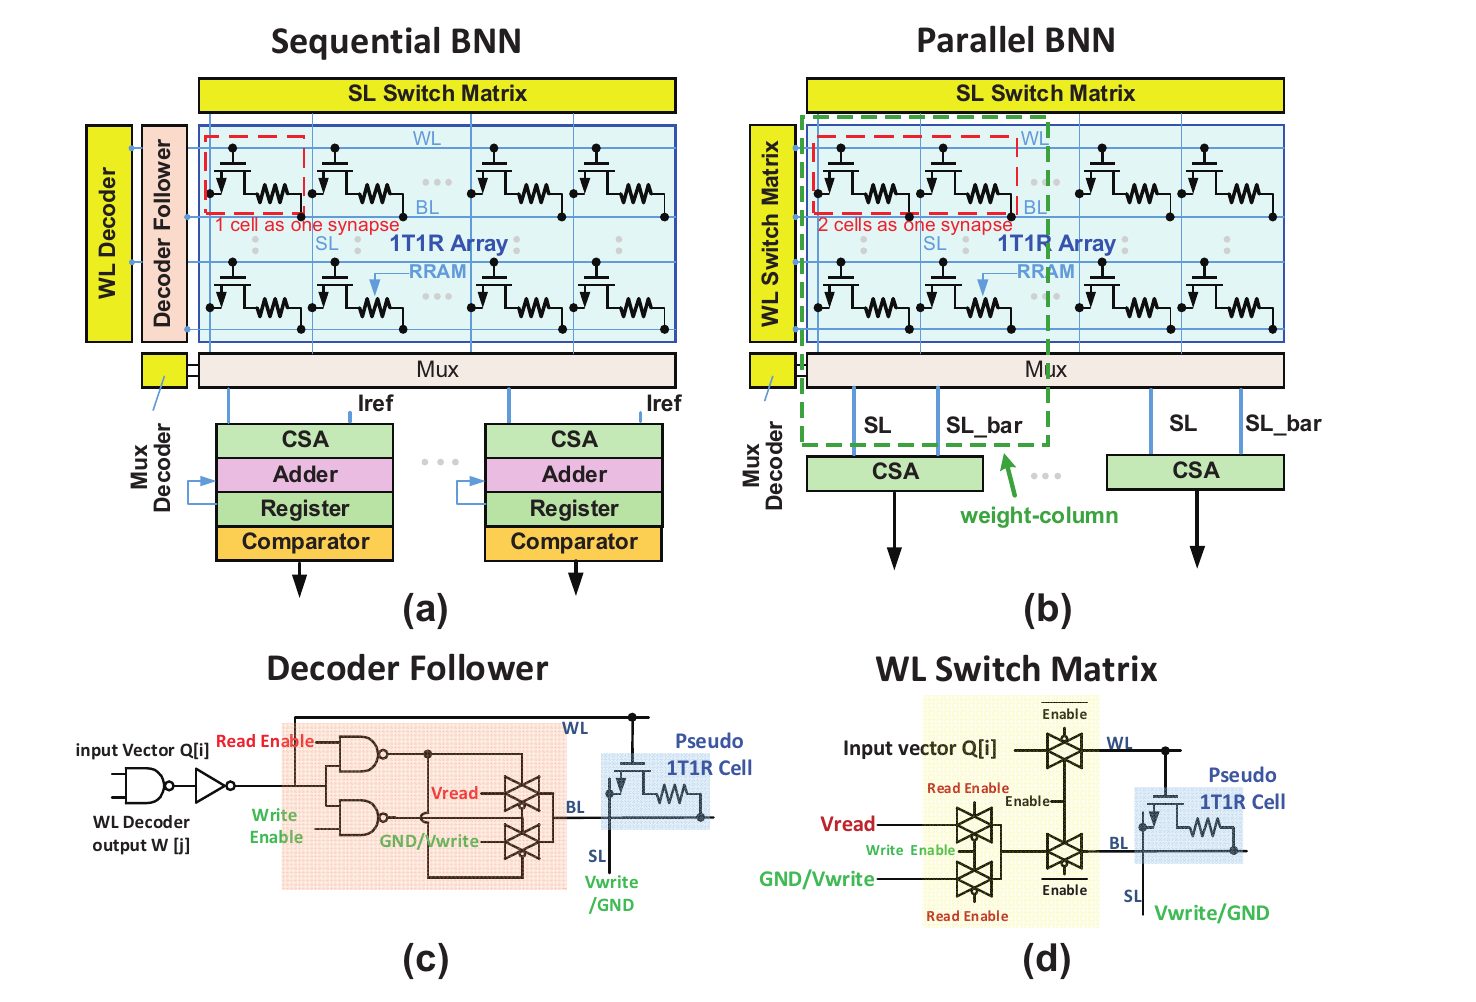 Sequential BNN
SL Switch Matrix
WL Decoder
Decoder Follower
WL
BL
1 cell as one synapse
SL
1T1R Array
RRAM
Mux
Mux
Decoder
Iref
Iref
CSA
Adder
Register
Comparator
CSA
Adder
Register
Comparator
(a)
Parallel BNN
SL Switch Matrix
WL Switch Matrix
WL
BL
2 cells as one synapse
SL
1T1R Array
RRAM
Mux
Mux
Decoder
SL
SL_bar
SL
SL_bar
CSA
CSA
weight-column
(b)
Decoder Follower
input Vector Q[i]
WL Decoder
output W [j]
Read Enable
Write
Enable
Vread
GND/Vwrite
WL
BL
SL
Pseudo
1T1R Cell
Vwrite
/GND
(c)
WL Switch Matrix
Enable
Input vector Q[i]
WL
Read Enable
Enable
Vread
Write Enable
GND/Vwrite
BL
Enable
Read Enable
SL
Pseudo
1T1R Cell
Vwrite/GND
(d)